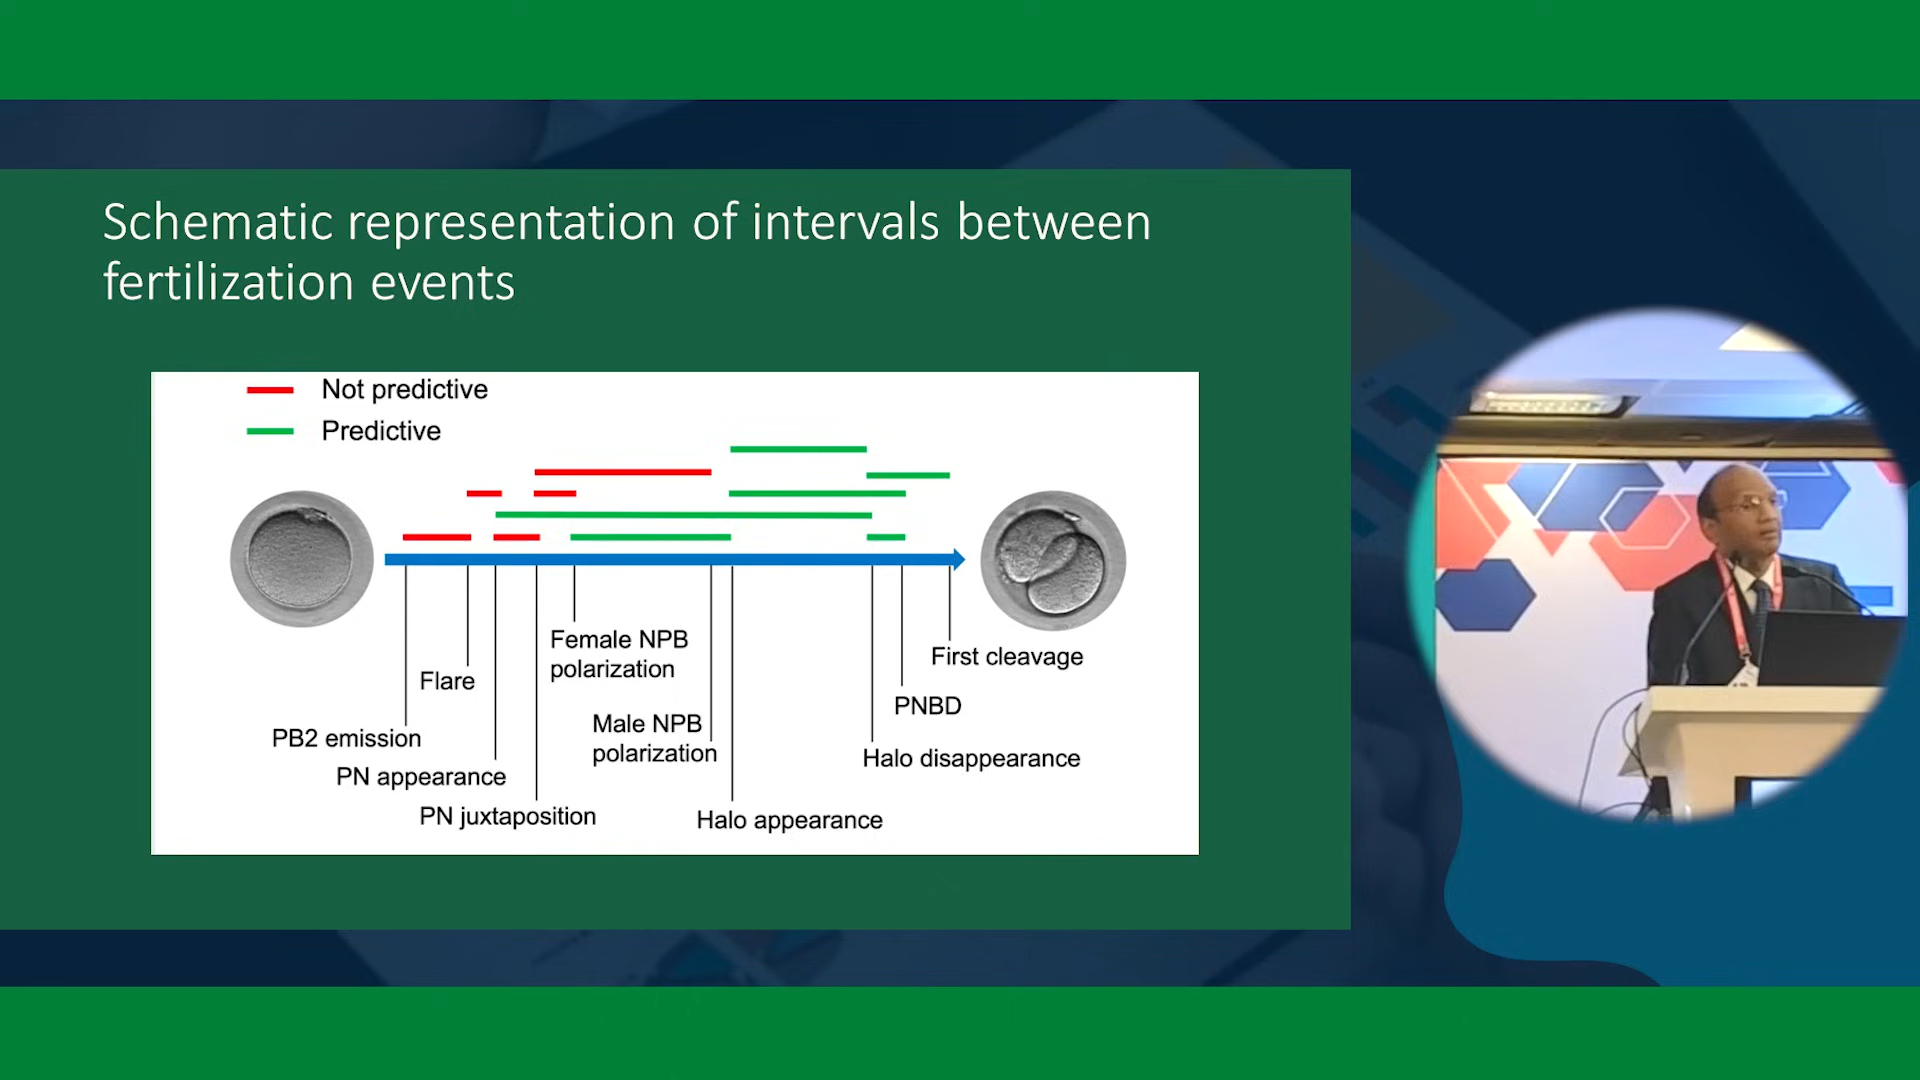 Schematic representation of intervals between
fertilization events
Not predictive
Predictive
Female NPB
polarization
First cleavage
Flare
PNBD
Male NPB
polarization
PB2 emission
Halo disappearance
PN appearance
PN juxtaposition
Halo appearance